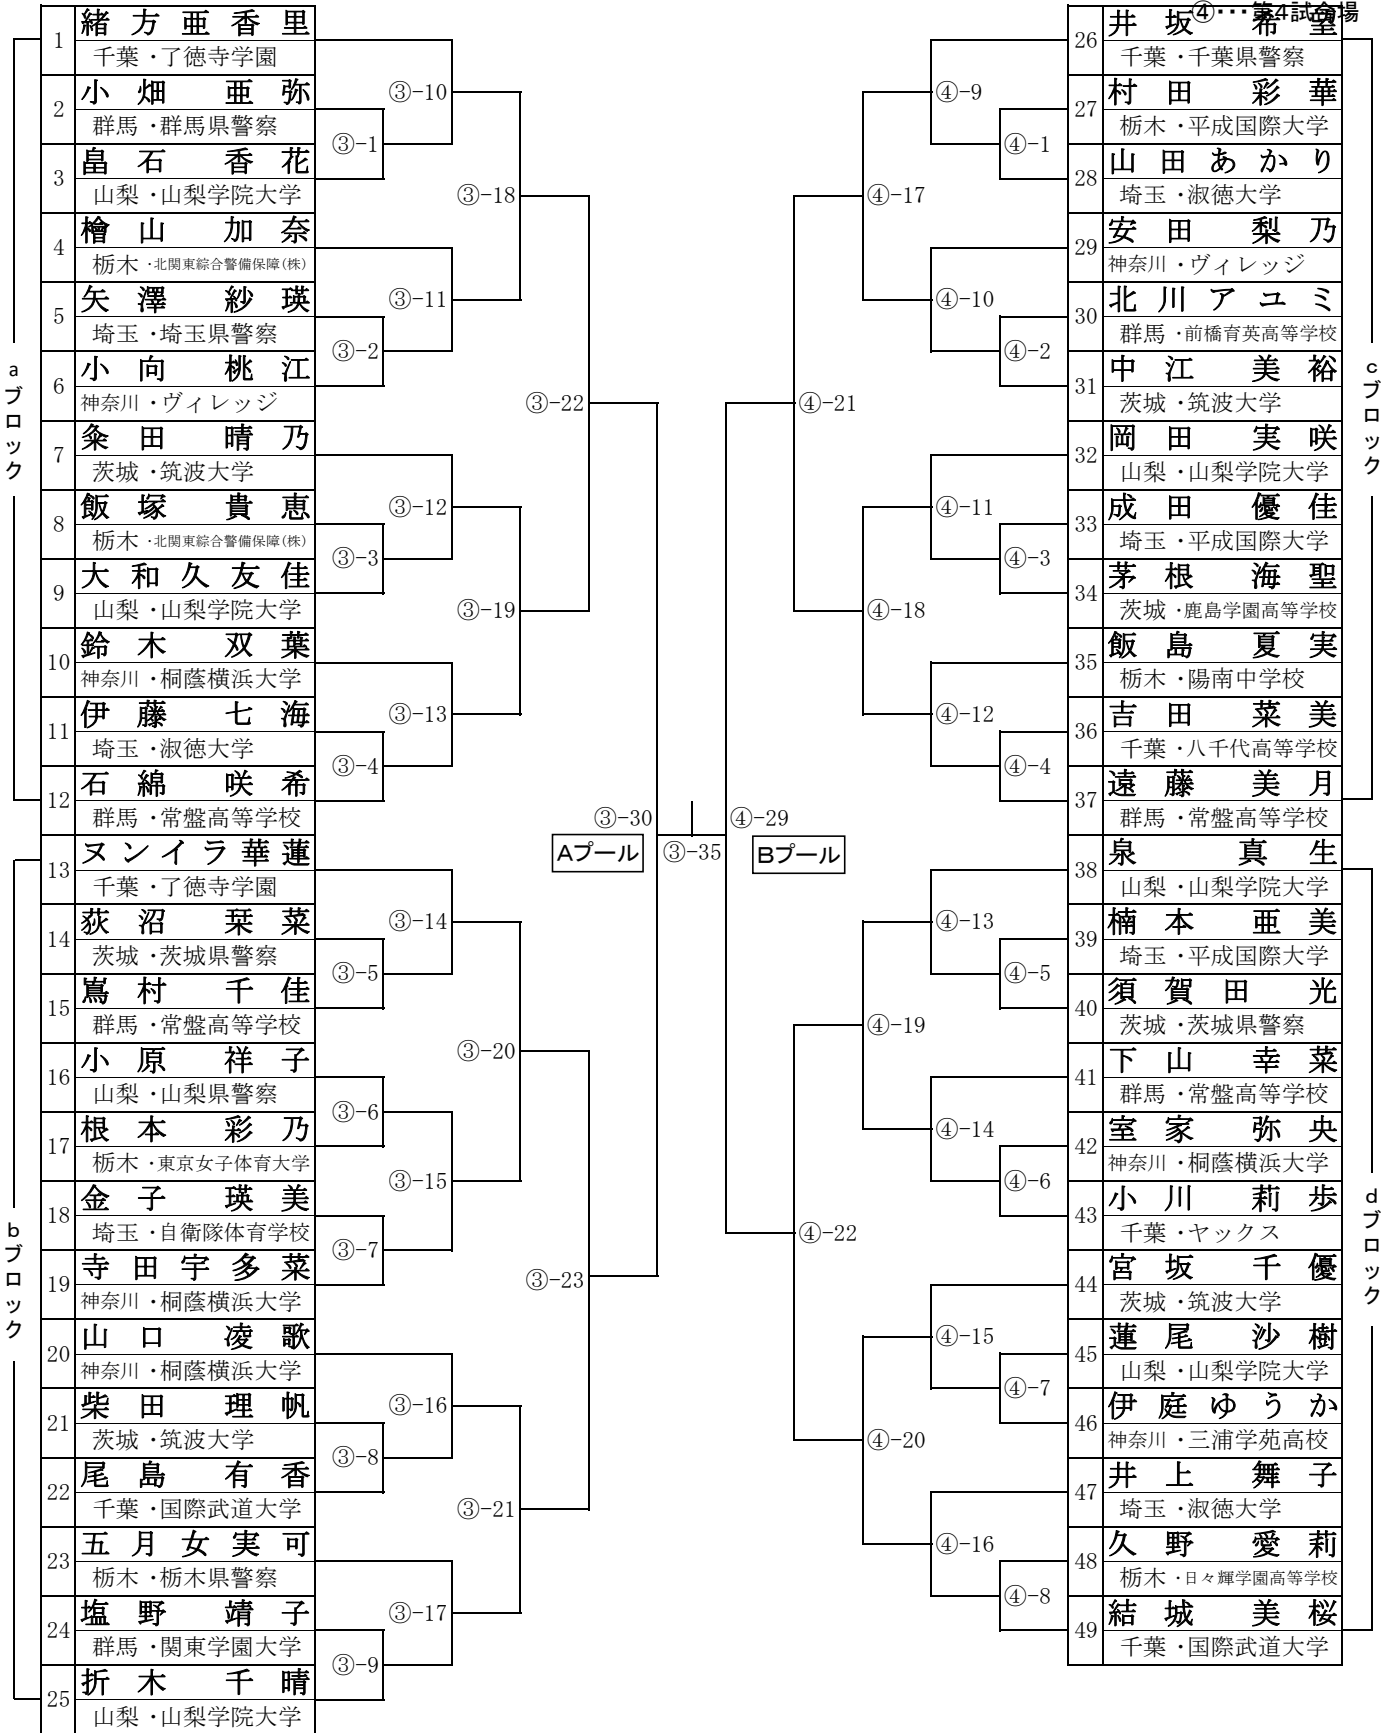 ④･･･第4試合場
aブロック
bブロック
1
緒方亜香里
千葉・了徳寺学園
2
小畑亜弥
群馬・群馬県警察
3
畠石香花
山梨・山梨学院大学
4
檜山加奈
栃木・北関東綜合警備保障(株)
5
矢澤紗瑛
埼玉・埼玉県警察
6
小向桃江
神奈川・ヴィレッジ
7
粂田晴乃
茨城・筑波大学
8
飯塚貴恵
栃木・北関東綜合警備保障(株)
9
大和久友佳
山梨・山梨学院大学
10
鈴木双葉
神奈川・桐蔭横浜大学
11
伊藤七海
埼玉・淑徳大学
12
石綿咲希
群馬・常盤高等学校
13
ヌンイラ華蓮
千葉・了徳寺学園
14
荻沼栞菜
茨城・茨城県警察
15
嶌村千佳
群馬・常盤高等学校
16
小原祥子
山梨・山梨県警察
17
根本彩乃
栃木・東京女子体育大学
18
金子瑛美
埼玉・自衛隊体育学校
19
寺田宇多菜
神奈川・桐蔭横浜大学
20
山口凌歌
神奈川・桐蔭横浜大学
21
柴田理帆
茨城・筑波大学
22
尾島有香
千葉・国際武道大学
23
五月女実可
栃木・栃木県警察
24
塩野靖子
群馬・関東学園大学
25
折木千晴
山梨・山梨学院大学
③-1
③-2
③-3
③-4
③-5
③-6
③-7
③-8
③-9
③-10
③-11
③-12
③-13
③-14
③-15
③-16
③-17
③-18
③-19
③-20
③-21
③-22
③-23
③-30
Aプール
③-35
④-29
Bプール
④-21
④-22
④-17
④-18
④-19
④-20
④-9
④-10
④-11
④-12
④-13
④-14
④-15
④-16
④-1
④-2
④-3
④-4
④-5
④-6
④-7
④-8
26
井坂希望
千葉・千葉県警察
27
村田彩華
栃木・平成国際大学
28
山田あかり
埼玉・淑徳大学
29
安田梨乃
神奈川・ヴィレッジ
30
北川アユミ
群馬・前橋育英高等学校
31
中江美裕
茨城・筑波大学
32
岡田実咲
山梨・山梨学院大学
33
成田優佳
埼玉・平成国際大学
34
茅根海聖
茨城・鹿島学園高等学校
35
飯島夏実
栃木・陽南中学校
36
吉田菜美
千葉・八千代高等学校
37
遠藤美月
群馬・常盤高等学校
38
泉真生
山梨・山梨学院大学
39
楠本亜美
埼玉・平成国際大学
40
須賀田光
茨城・茨城県警察
41
下山幸菜
群馬・常盤高等学校
42
室家弥央
神奈川・桐蔭横浜大学
43
小川莉歩
千葉・ヤックス
44
宮坂千優
茨城・筑波大学
45
蓮尾沙樹
山梨・山梨学院大学
46
伊庭ゆうか
神奈川・三浦学苑高校
47
井上舞子
埼玉・淑徳大学
48
久野愛莉
栃木・日々輝学園高等学校
49
結城美桜
千葉・国際武道大学
cブロック
dブロック